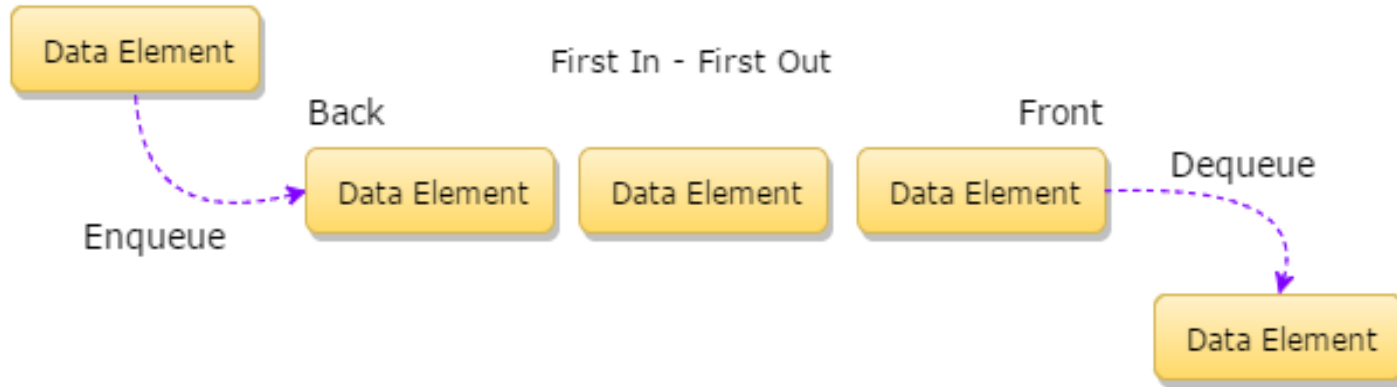 Data Element
First In - First Out
Back
Front
Dequeue
Data Element
Data Element
Data Element
Enqueue
Data Element